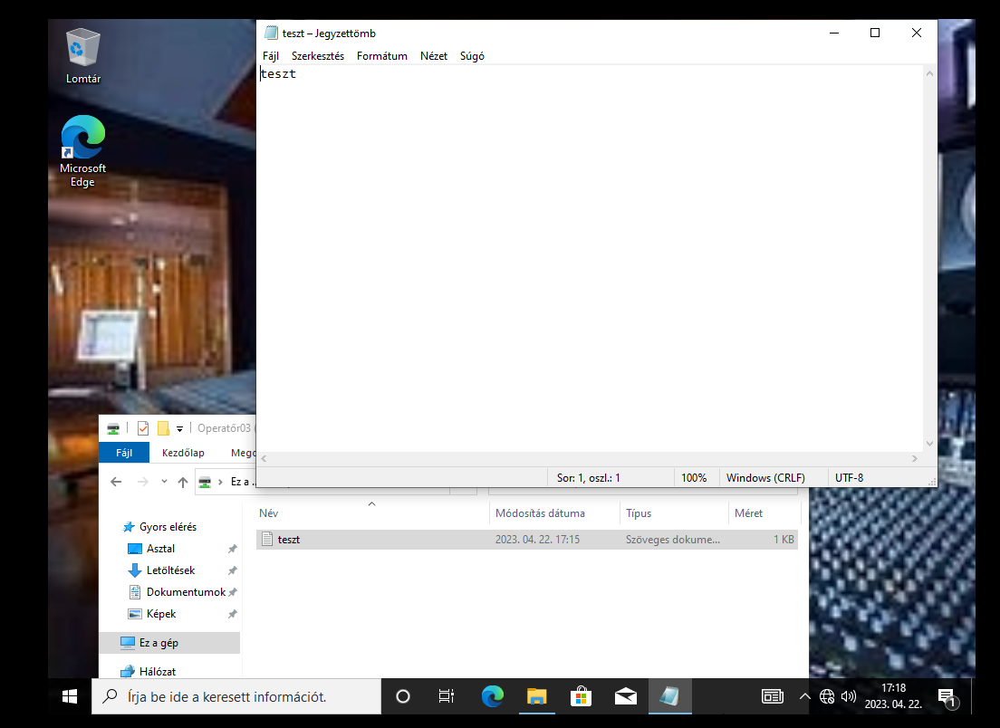 Lomtár
Microsoft
Edge
teszt – Jegyzettömb
Fájl Szerkesztés Formátum Nézet Súgó
teszt
Sor: 1, oszl.: 1 100% Windows (CRLF) UTF-8
Operatőr03
Fájl Kezdőlap
Ez a
Név Módosítás dátuma Típus Méret
teszt 2023. 04. 22. 17:15 Szöveges dokume... 1 KB
Gyors elérés
Asztal
Letöltések
Dokumentumok
Képek
Ez a gép
Hálózat
Írja be ide a keresett információt.
17:18
2023. 04. 22.
1